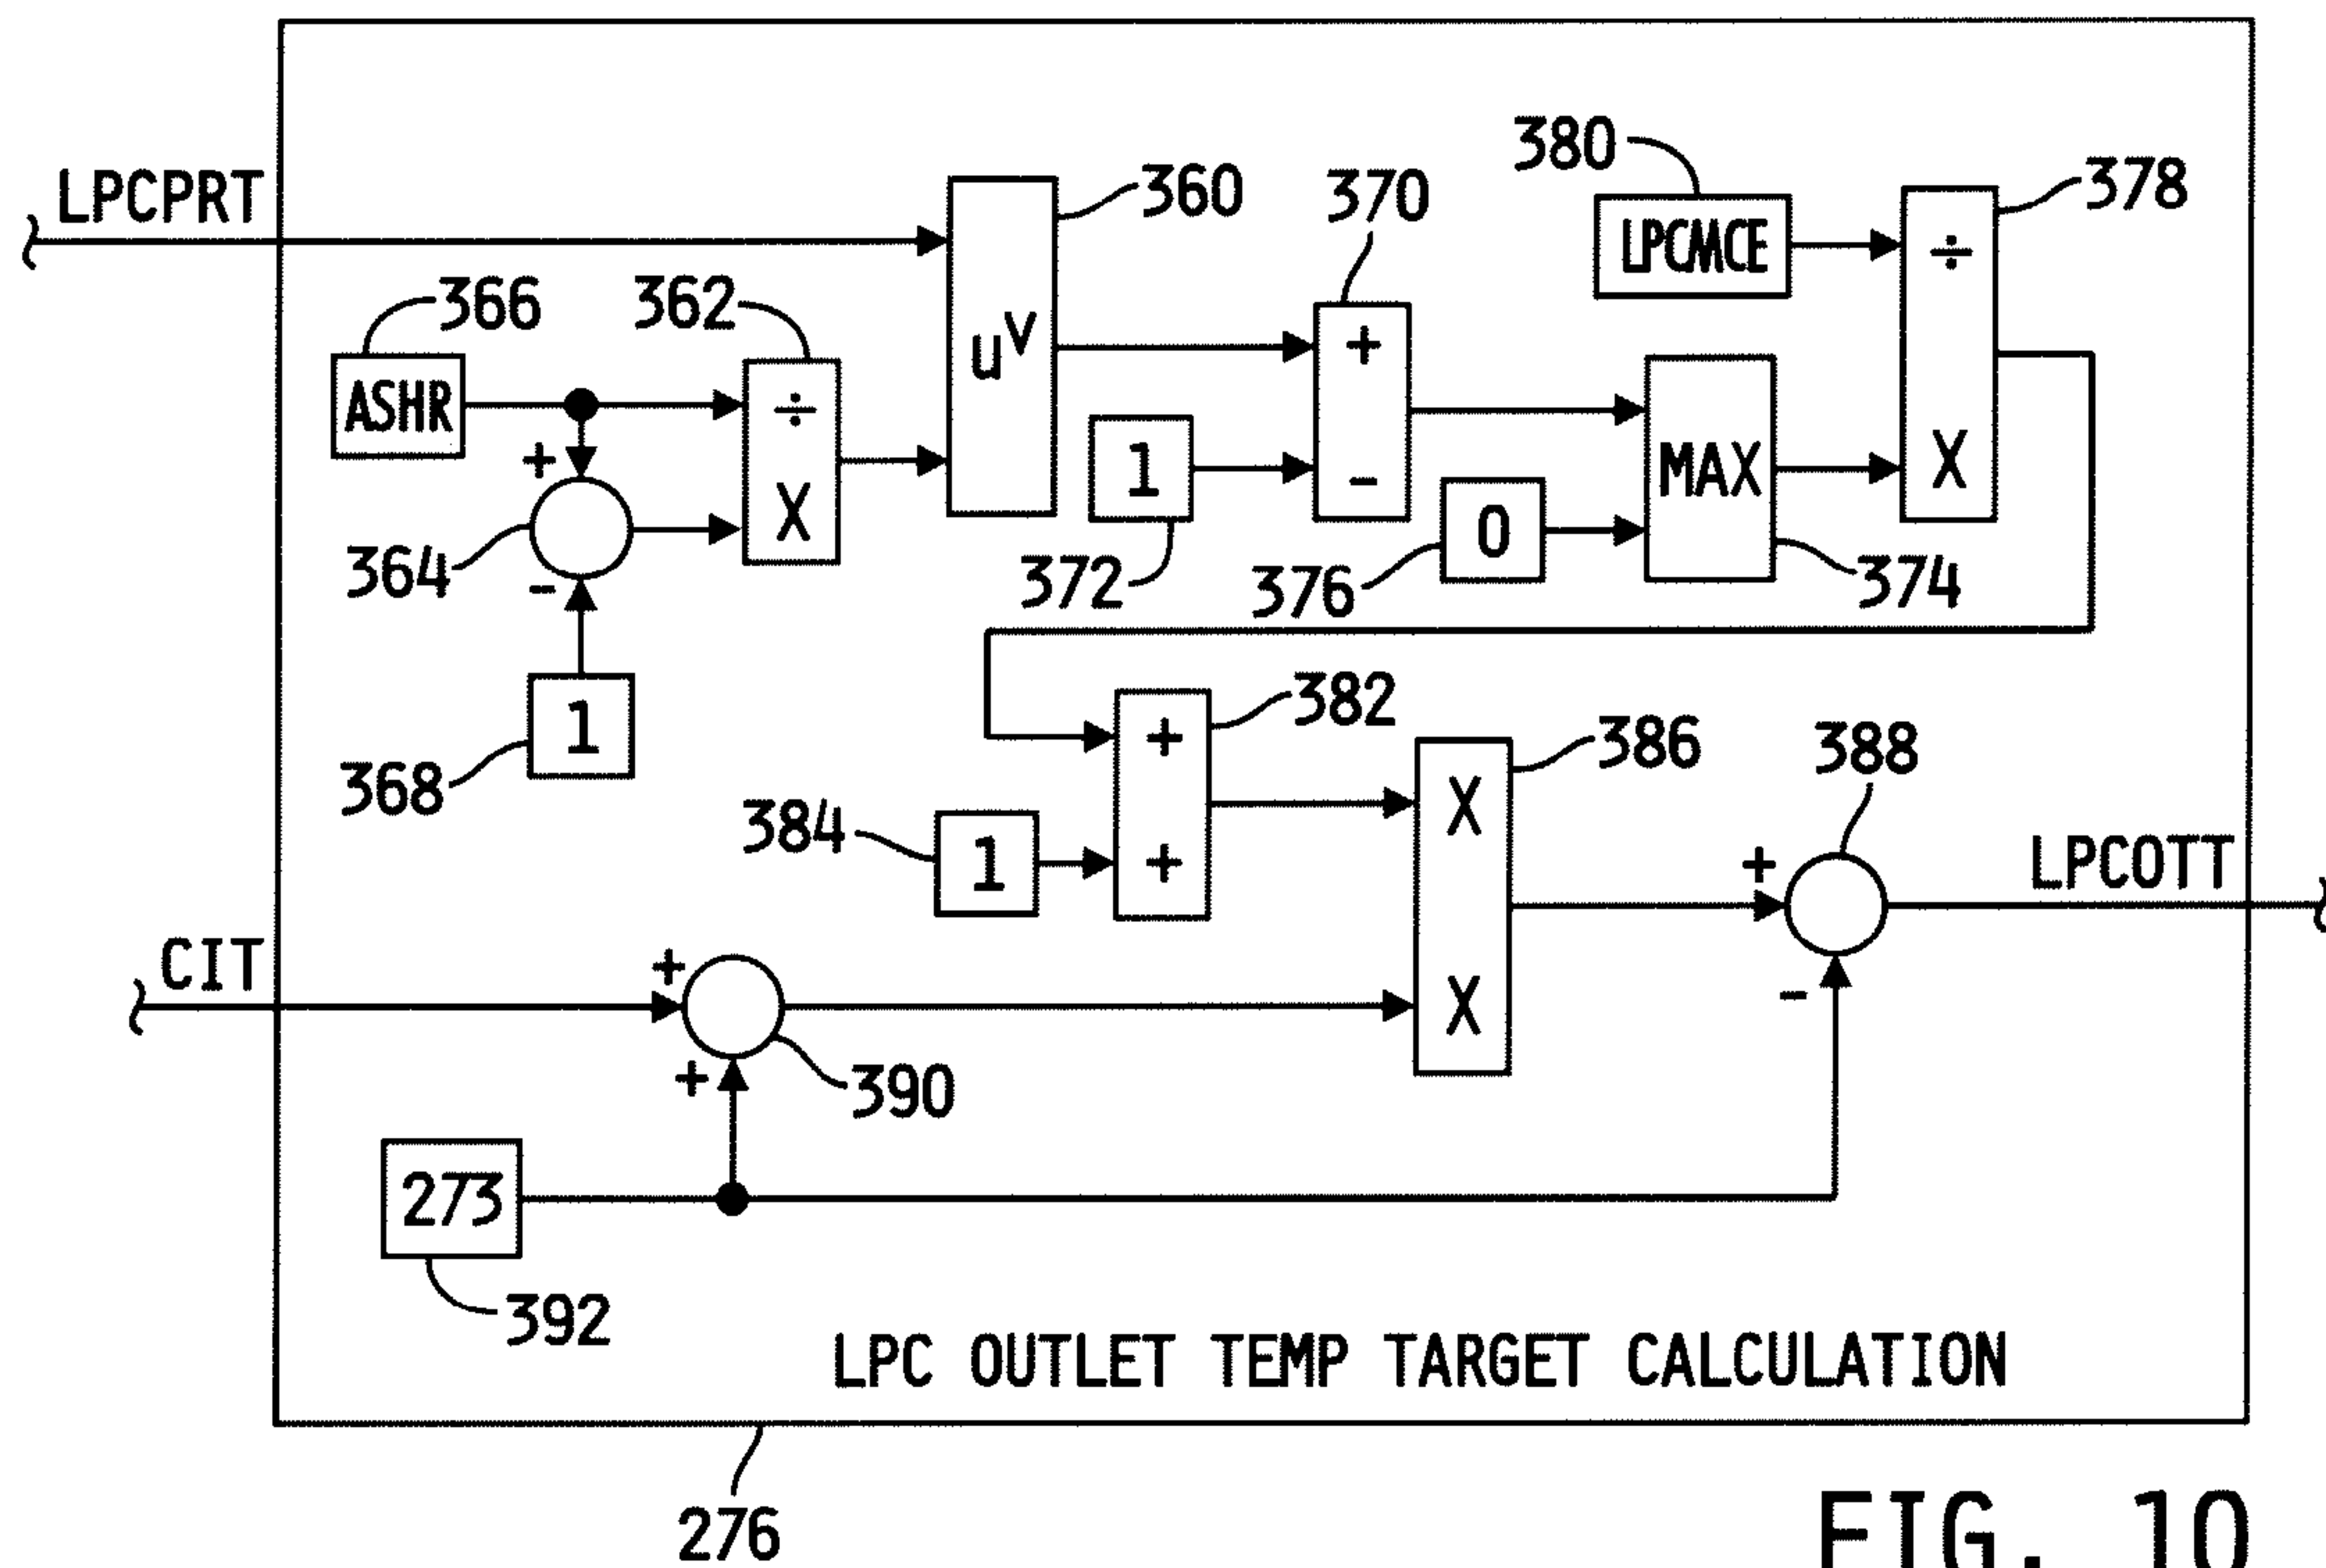 380
378
LPCPRT
360
370
LPCMCE
÷
366
362
+
u^V
ASHR
÷
+
X
1
-
MAX
X
364
-
0
372
376
374
1
368
382
+
386
388
X
384
1
+
+
LPCOTT
CIT
+
X
-
+
390
273
392
LPC OUTLET TEMP TARGET CALCULATION
276
FIG. 10